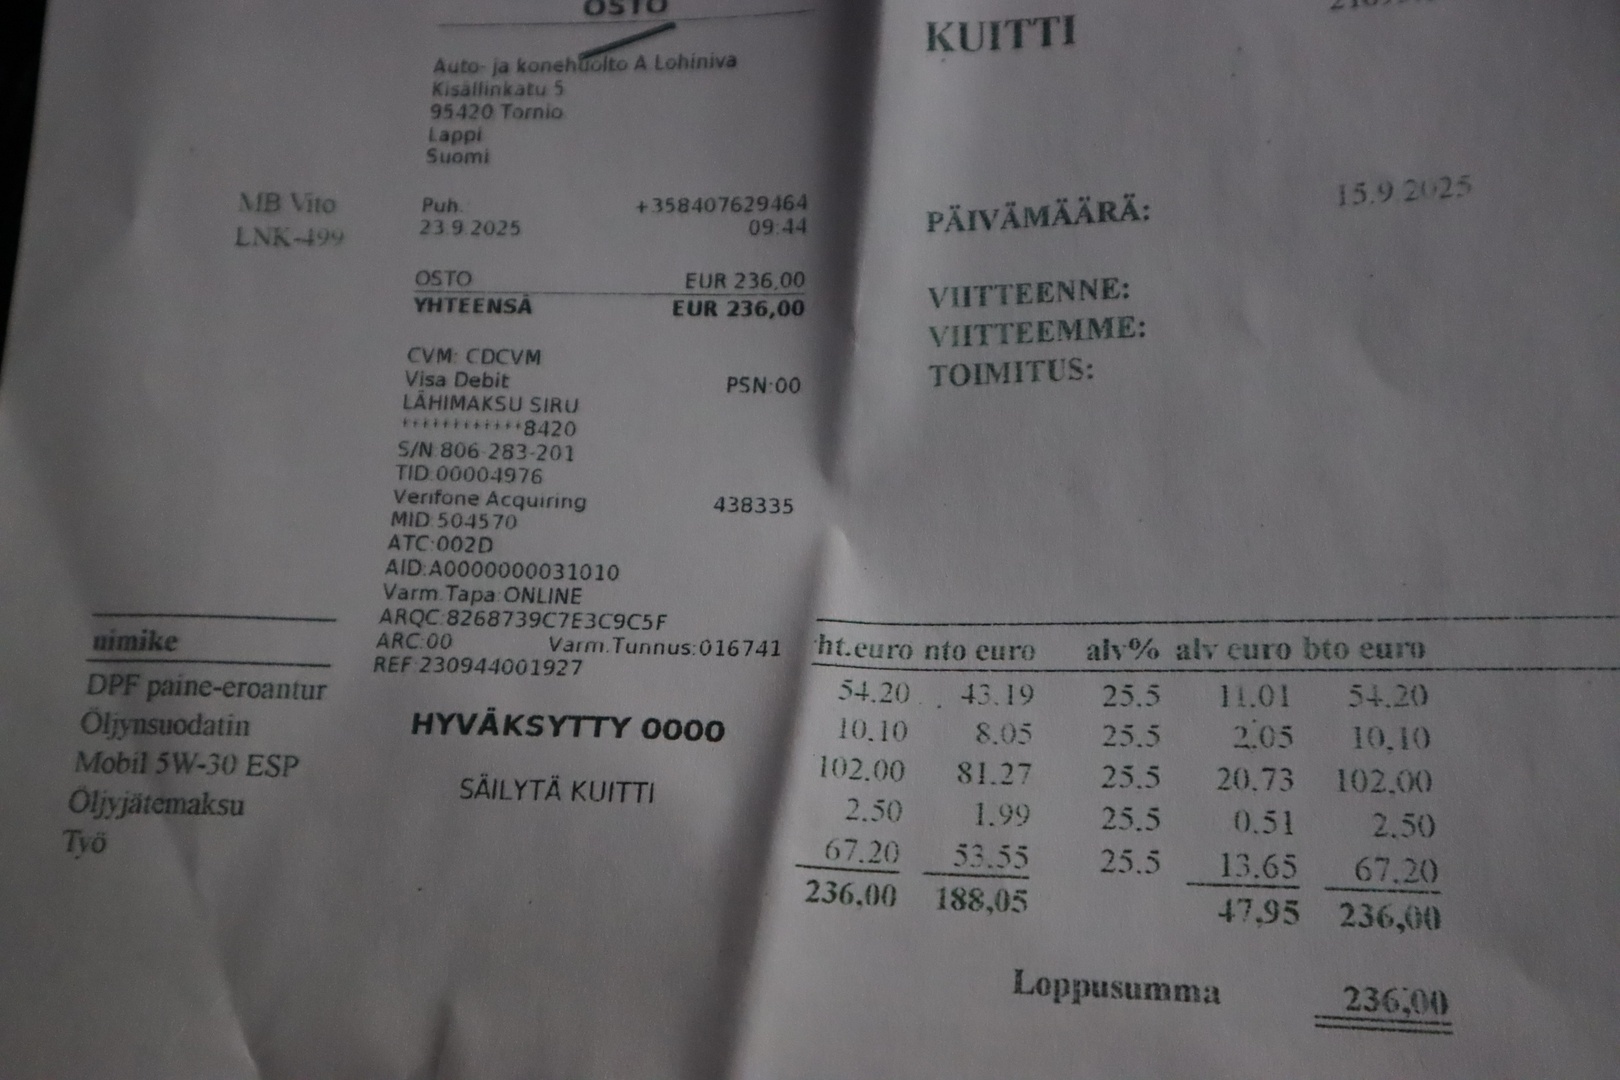 OSTO
Auto- ja konehuolto A Lohiniva
Kisällinkatu 5
95420 Tornio
Lappi
Suomi
Puh. +358407629464
23.9.2025 09:44
OSTO EUR 236,00
YHTEENSÄ EUR 236,00
CVM: CDCVM
Visa Debit PSN:00
LÄHIMAKSU SIRU
************8420
S/N:806-283-201
TID:00004976
Verifone Acquiring 438335
MID:504570
ATC:002D
AID:A0000000031010
Varm.Tapa:ONLINE
ARQC:8268739C7E3C9C5F
ARC:00 Varm.Tunnus:016741
REF:230944001927
HYVÄKSYTTY 0000
SÄILYTÄ KUITTI
MB Vito
LNK-499
KUITTI
PÄIVÄMÄÄRÄ: 15.9.2025
VIITTEENNE:
VIITTEEMME:
TOIMITUS:
nimike ht.euro nto euro alv% alv euro bto euro
DPF paine-eroantur 54.20 43.19 25.5 11.01 54.20
Öljynsuodatin 10.10 8.05 25.5 2.05 10.10
Mobil 5W-30 ESP 102.00 81.27 25.5 20.73 102.00
Öljyjätemaksu 2.50 1.99 25.5 0.51 2.50
Työ 67.20 53.55 25.5 13.65 67.20
236,00 188,05 47,95 236,00
Loppusumma 236,00